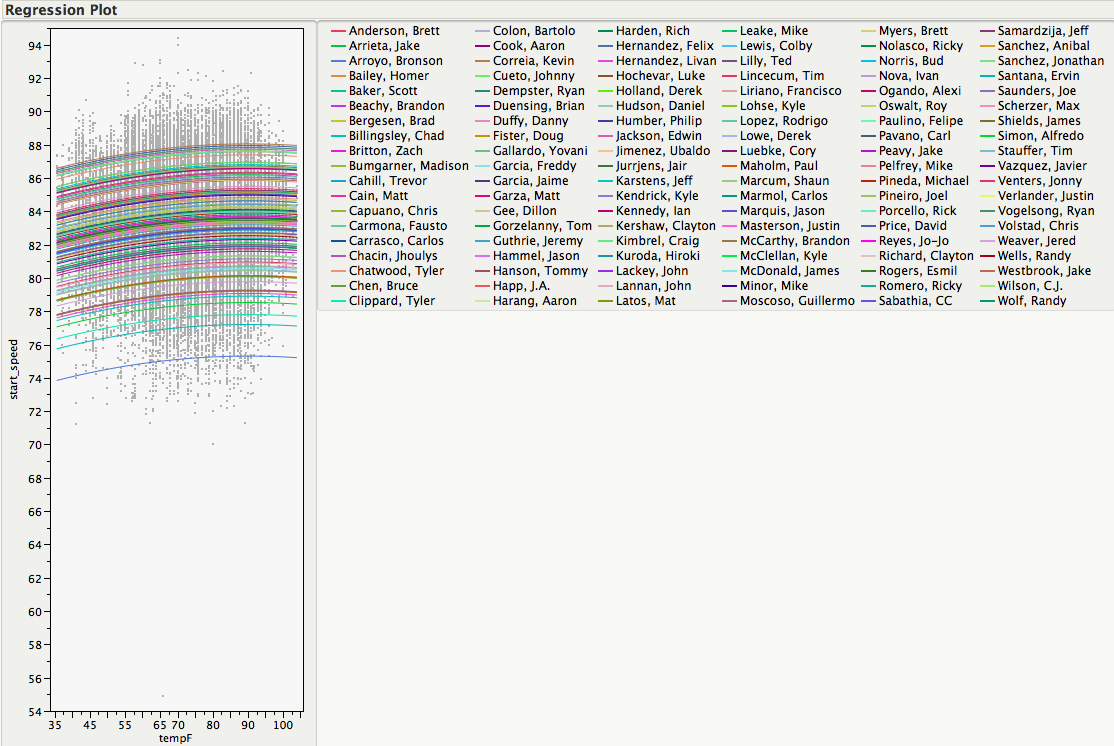 Regression Plot
Anderson, Brett Colon, Bartolo Harden, Rich Leake, Mike Myers, Brett Samardzija, Jeff
Arrieta, Jake Cook, Aaron Hernandez, Felix Lewis, Colby Nolasco, Ricky Sanchez, Anibal
Arroyo, Bronson Correia, Kevin Hernandez, Livan Lilly, Ted Norris, Bud Sanchez, Jonathan
Bailey, Homer Cueto, Johnny Hochevar, Luke Lincecum, Tim Nova, Ivan Santana, Ervin
Baker, Scott Dempster, Ryan Holland, Derek Liriano, Francisco Ogando, Alexi Saunders, Joe
Beachy, Brandon Duensing, Brian Hudson, Daniel Lohse, Kyle Oswalt, Roy Scherzer, Max
Bergesen, Brad Duffy, Danny Humber, Philip Lopez, Rodrigo Paulino, Felipe Shields, James
Billingsley, Chad Fister, Doug Jackson, Edwin Lowe, Derek Pavano, Carl Simon, Alfredo
Britton, Zach Gallardo, Yovani Jimenez, Ubaldo Luebke, Cory Peavy, Jake Stauffer, Tim
Bumgarner, Madison Garcia, Freddy Jurrjens, Jair Maholm, Paul Pelfrey, Mike Vazquez, Javier
Cahill, Trevor Garcia, Jaime Karstens, Jeff Marcum, Shaun Pineda, Michael Venters, Jonny
Cain, Matt Garza, Matt Kendrick, Kyle Marmol, Carlos Pineiro, Joel Verlander, Justin
Capuano, Chris Gee, Dillon Kennedy, Ian Marquis, Jason Porcello, Rick Vogelsong, Ryan
Carmona, Fausto Gorzelanny, Tom Kershaw, Clayton Masterson, Justin Price, David Volstad, Chris
Carrasco, Carlos Guthrie, Jeremy Kimbrel, Craig McCarthy, Brandon Reyes, Jo-Jo Weaver, Jered
Chacin, Jhoulys Hammel, Jason Kuroda, Hiroki McClellan, Kyle Richard, Clayton Wells, Randy
Chatwood, Tyler Hanson, Tommy Lackey, John McDonald, James Rogers, Esmil Westbrook, Jake
Chen, Bruce Happ, J.A. Lannan, John Minor, Mike Romero, Ricky Wilson, C.J.
Clippard, Tyler Harang, Aaron Latos, Mat Moscoso, Guillermo Sabathia, CC Wolf, Randy
94
92
90
88
86
84
82
80
78
76
74
72
70
68
66
64
62
60
58
56
54
start_speed
35 45 55 65 70 80 90 100
tempF